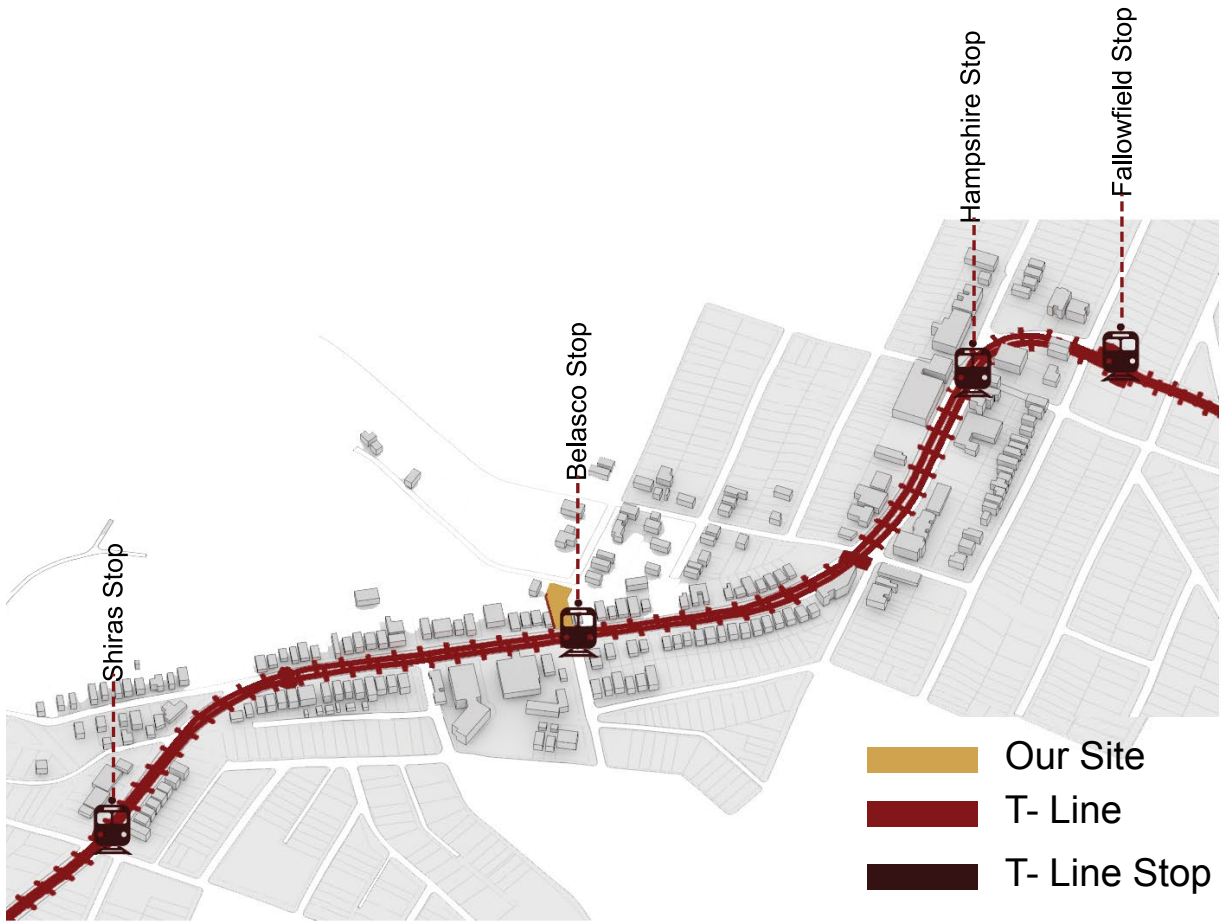 Shiras Stop
Belasco Stop
Hampshire Stop
Fallowfield Stop
Our Site
T- Line
T- Line Stop